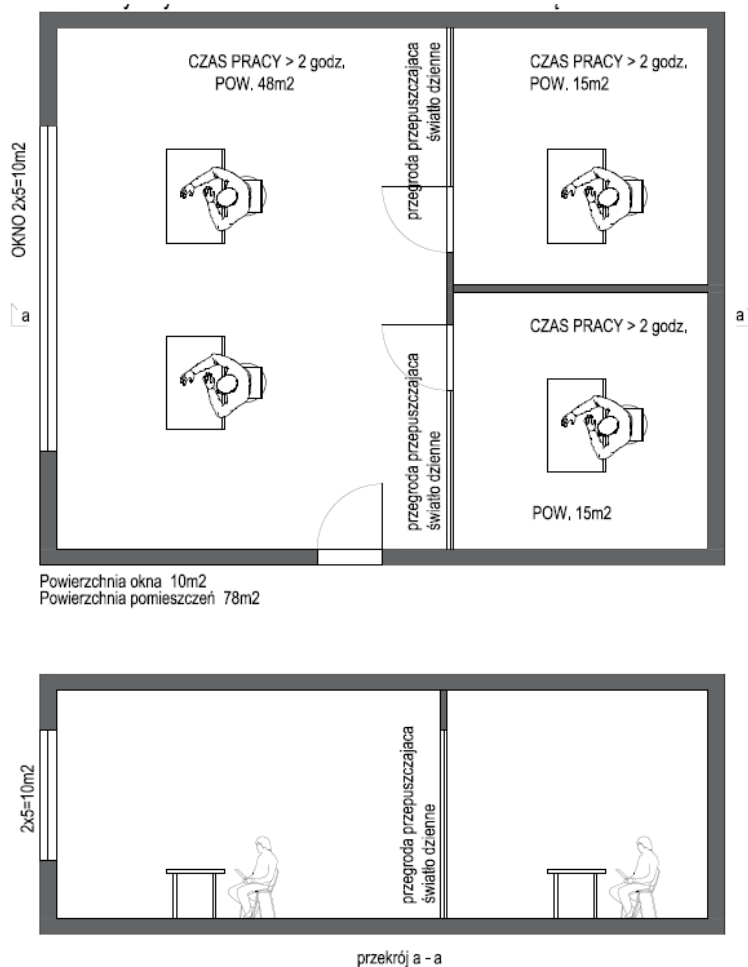 CZAS PRACY > 2 godz,
POW. 48m2
przegroda przepuszczajaca
światło dzienne
CZAS PRACY > 2 godz,
POW. 15m2
OKNO 2x5=10m2
a
a
CZAS PRACY > 2 godz,
przegroda przepuszczajaca
światło dzienne
POW, 15m2
Powierzchnia okna 10m2
Powierzchnia pomieszczeń 78m2
2x5=10m2
przegroda przepuszczajaca
światło dzienne
przekrój a - a